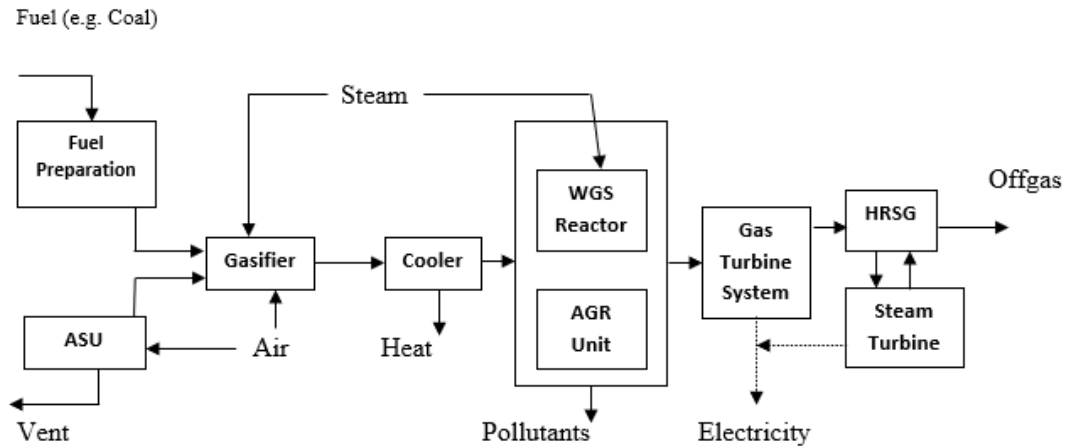 Fuel (e.g. Coal)
Steam
Fuel
Preparation
WGS
Reactor
Offgas
HRSG
Gas
Turbine
System
Gasifier
Cooler
ASU
Air
Heat
AGR
Unit
Steam
Turbine
Vent
Pollutants
Electricity